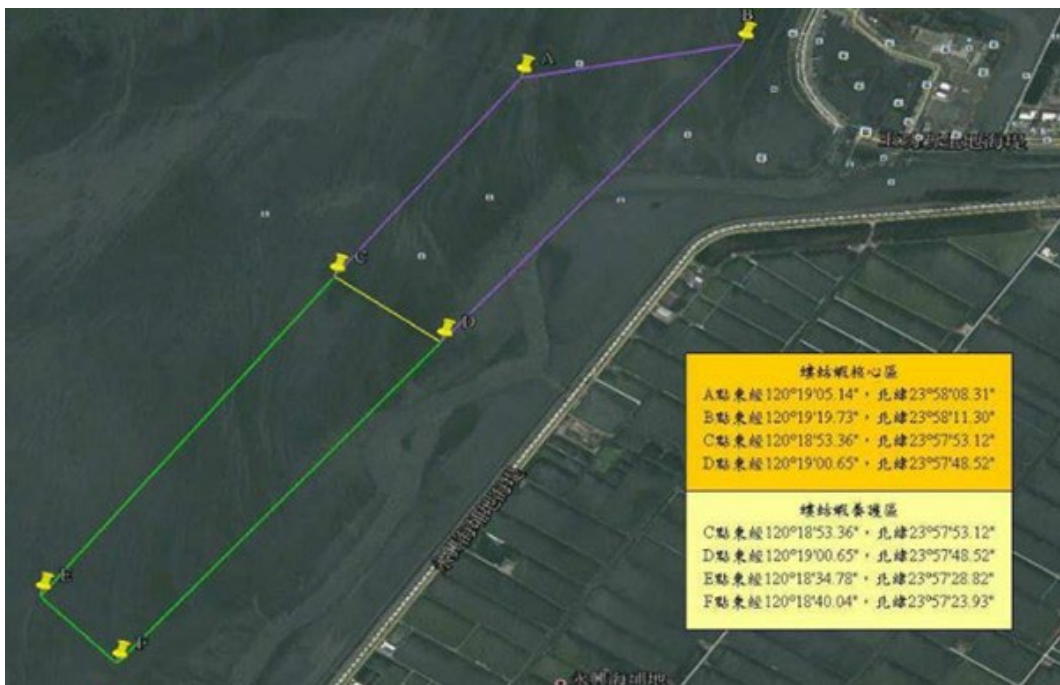 A
B
C
D
E
F
螻蛄蝦核心區
A點東經120°19'05.14"，北緯23°58'08.31"
B點東經120°19'19.73"，北緯23°58'11.30"
C點東經120°18'53.36"，北緯23°57'53.12"
D點東經120°19'00.65"，北緯23°57'48.52"
螻蛄蝦養護區
C點東經120°18'53.36"，北緯23°57'53.12"
D點東經120°19'00.65"，北緯23°57'48.52"
E點東經120°18'34.78"，北緯23°57'28.82"
F點東經120°18'40.04"，北緯23°57'23.93"
永興海埔地